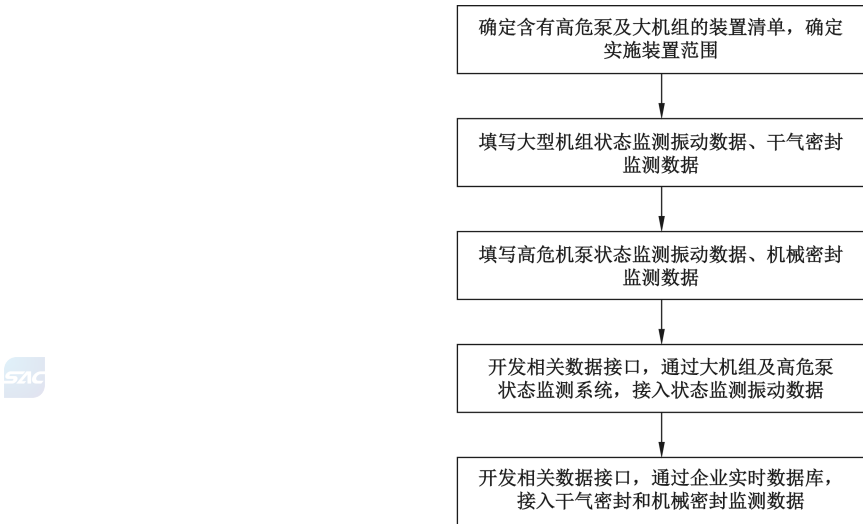 确定含有高危泵及大机组的装置清单，确定
实施装置范围
填写大型机组状态监测振动数据、干气密封
监测数据
填写高危机泵状态监测振动数据、机械密封
监测数据
开发相关数据接口，通过大机组及高危泵
状态监测系统，接入状态监测振动数据
SAC
开发相关数据接口，通过企业实时数据库，
接入干气密封和机械密封监测数据